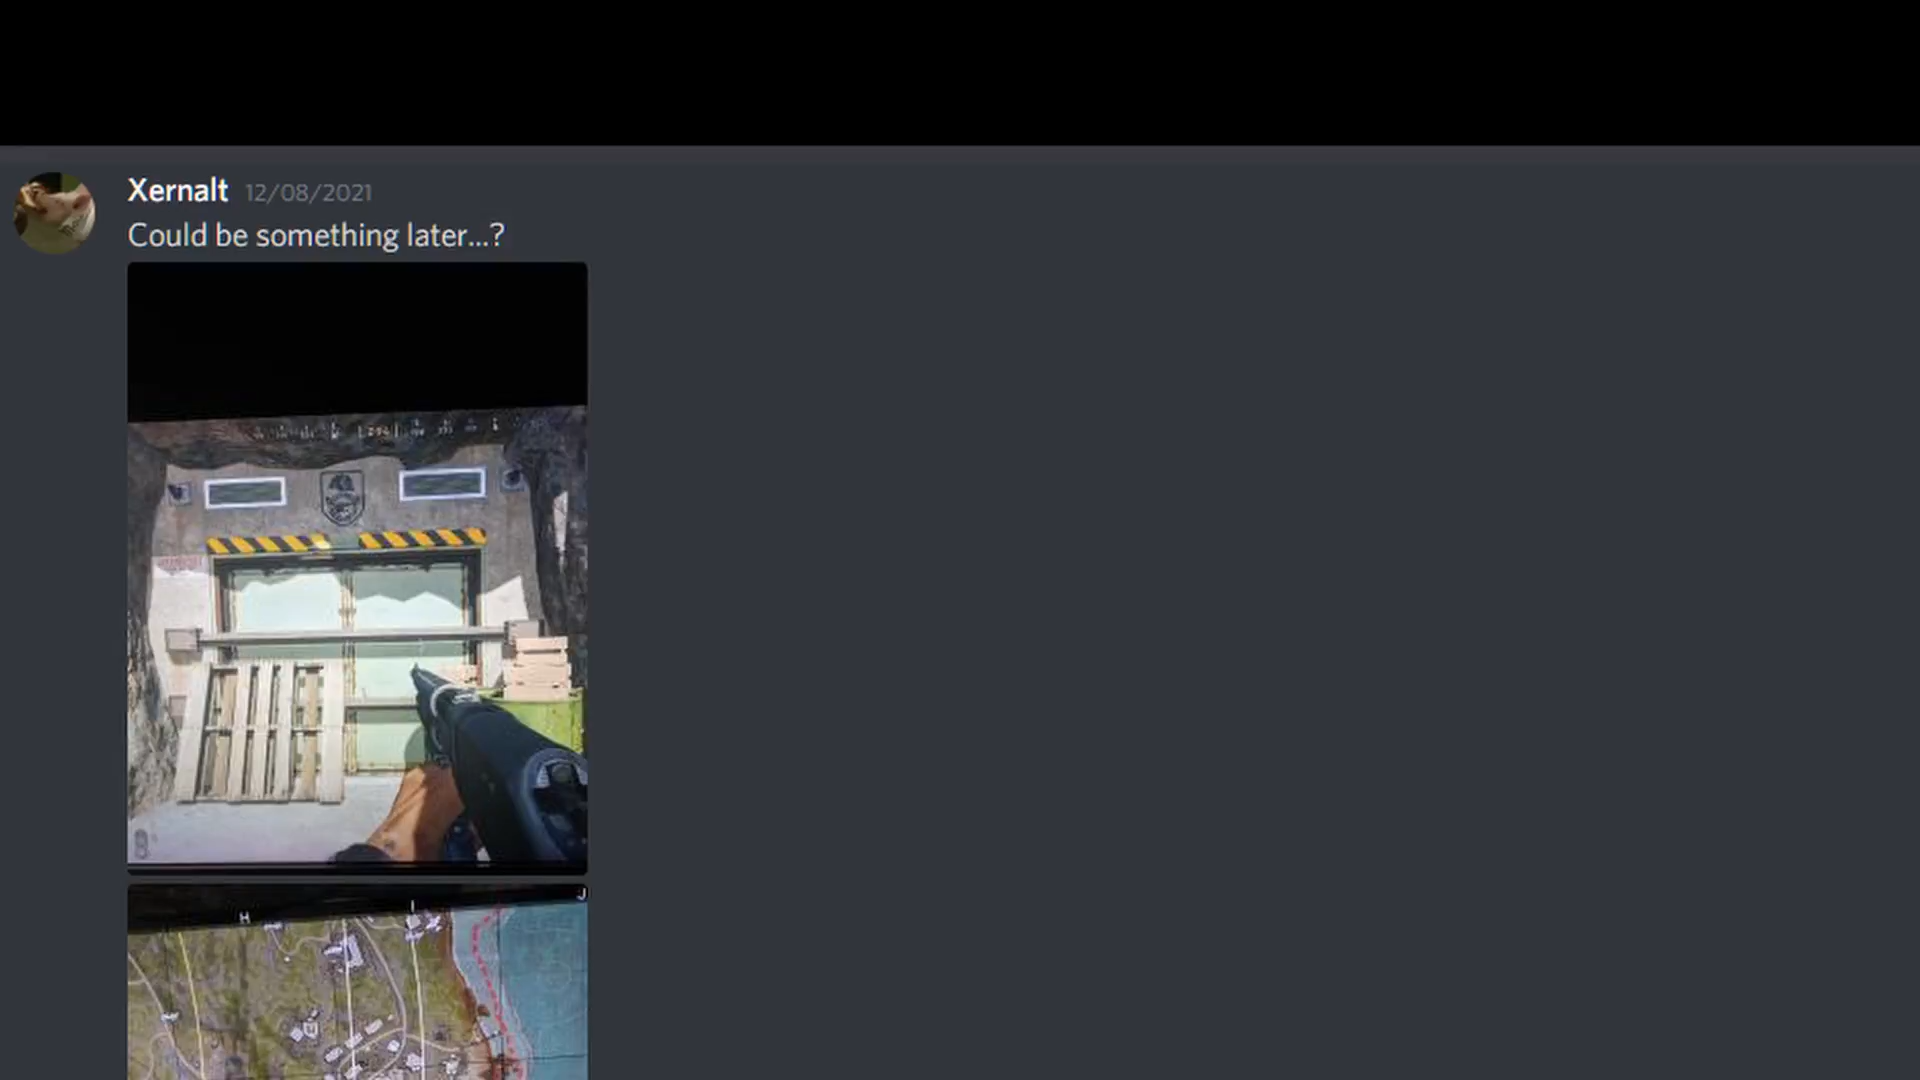 Xernalt 12/08/2021
Could be something later...?
H
I
J